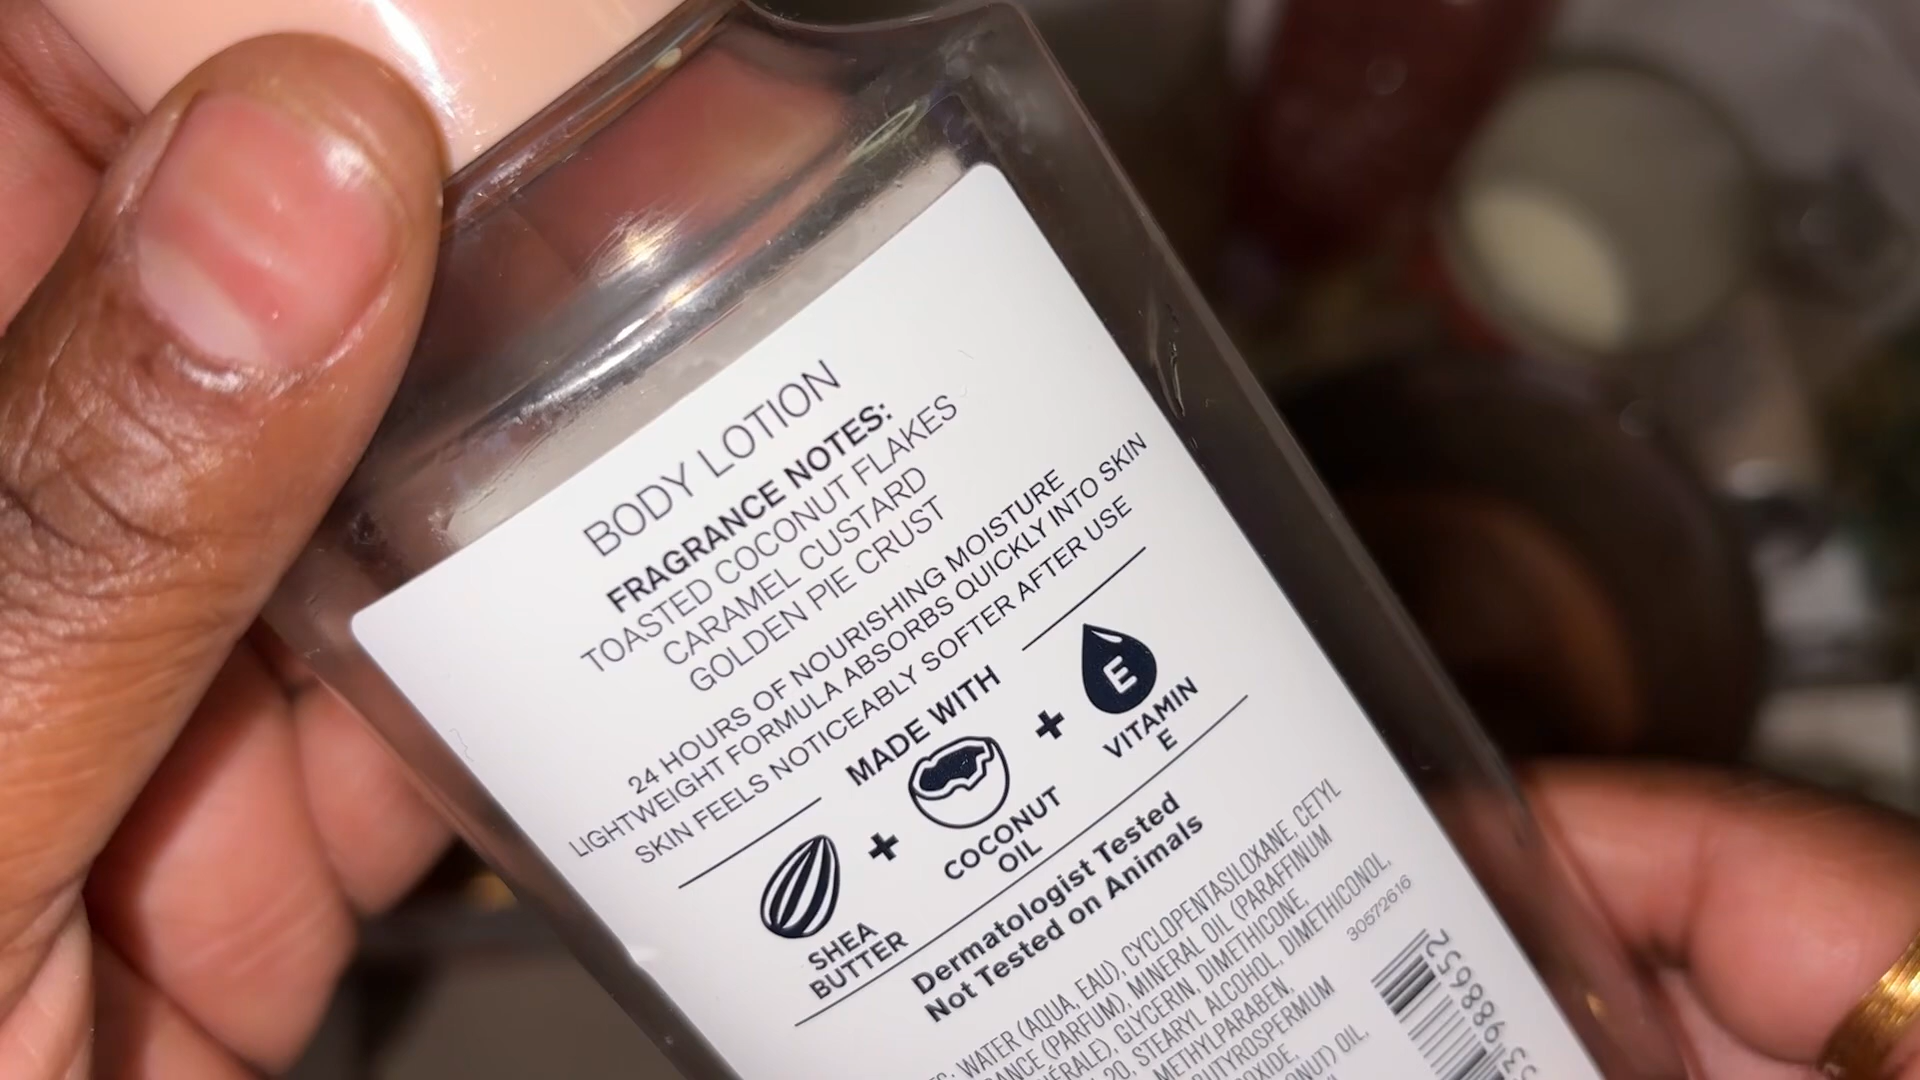 BODY LOTION
FRAGRANCE NOTES:
TOASTED COCONUT FLAKES
CARAMEL CUSTARD
GOLDEN PIE CRUST
24 HOURS OF NOURISHING MOISTURE
LIGHTWEIGHT FORMULA ABSORBS QUICKLY INTO SKIN
SKIN FEELS NOTICEABLY SOFTER AFTER USE
MADE WITH
SHEA
BUTTER
+
COCONUT
OIL
+
E
VITAMIN
E
Dermatologist Tested
Not Tested on Animals
WATER (AQUA, EAU), CYCLOPENTASILOXANE, CETYL
(PARFUM), MINERAL OIL (PARAFFINUM
GLYCERIN, DIMETHICONE,
20, STEARYL ALCOHOL, DIMETHICONOL,
METHYLPARABEN,
30572616